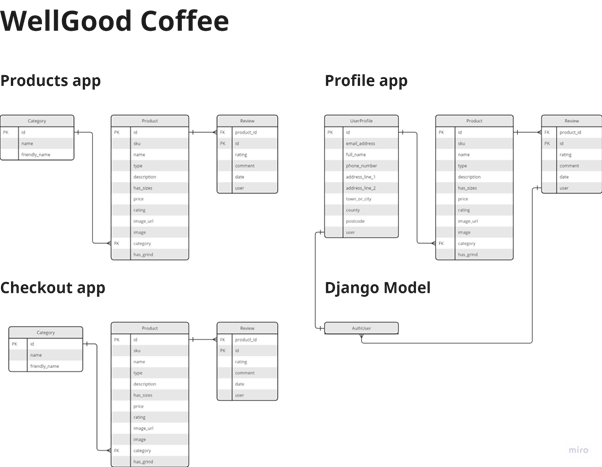 WellGood Coffee
Products app
Category
PK id
name
friendly_name
Product
PK id
sku
name
type
description
has_sizes
price
rating
image_url
image
FK category
has_grind
Review
FK product_id
PK id
rating
comment
date
user
Profile app
UserProfile
PK id
email_address
full_name
phone_number
address_line_1
address_line_2
town_or_city
county
postcode
user
Product
PK id
sku
name
type
description
has_sizes
price
rating
image_url
image
FK category
has_grind
Review
FK product_id
PK id
rating
comment
date
user
Checkout app
Category
PK id
name
friendly_name
Product
PK id
sku
name
type
description
has_sizes
price
rating
image_url
image
FK category
has_grind
Review
FK product_id
PK id
rating
comment
date
user
Django Model
AuthUser
miro